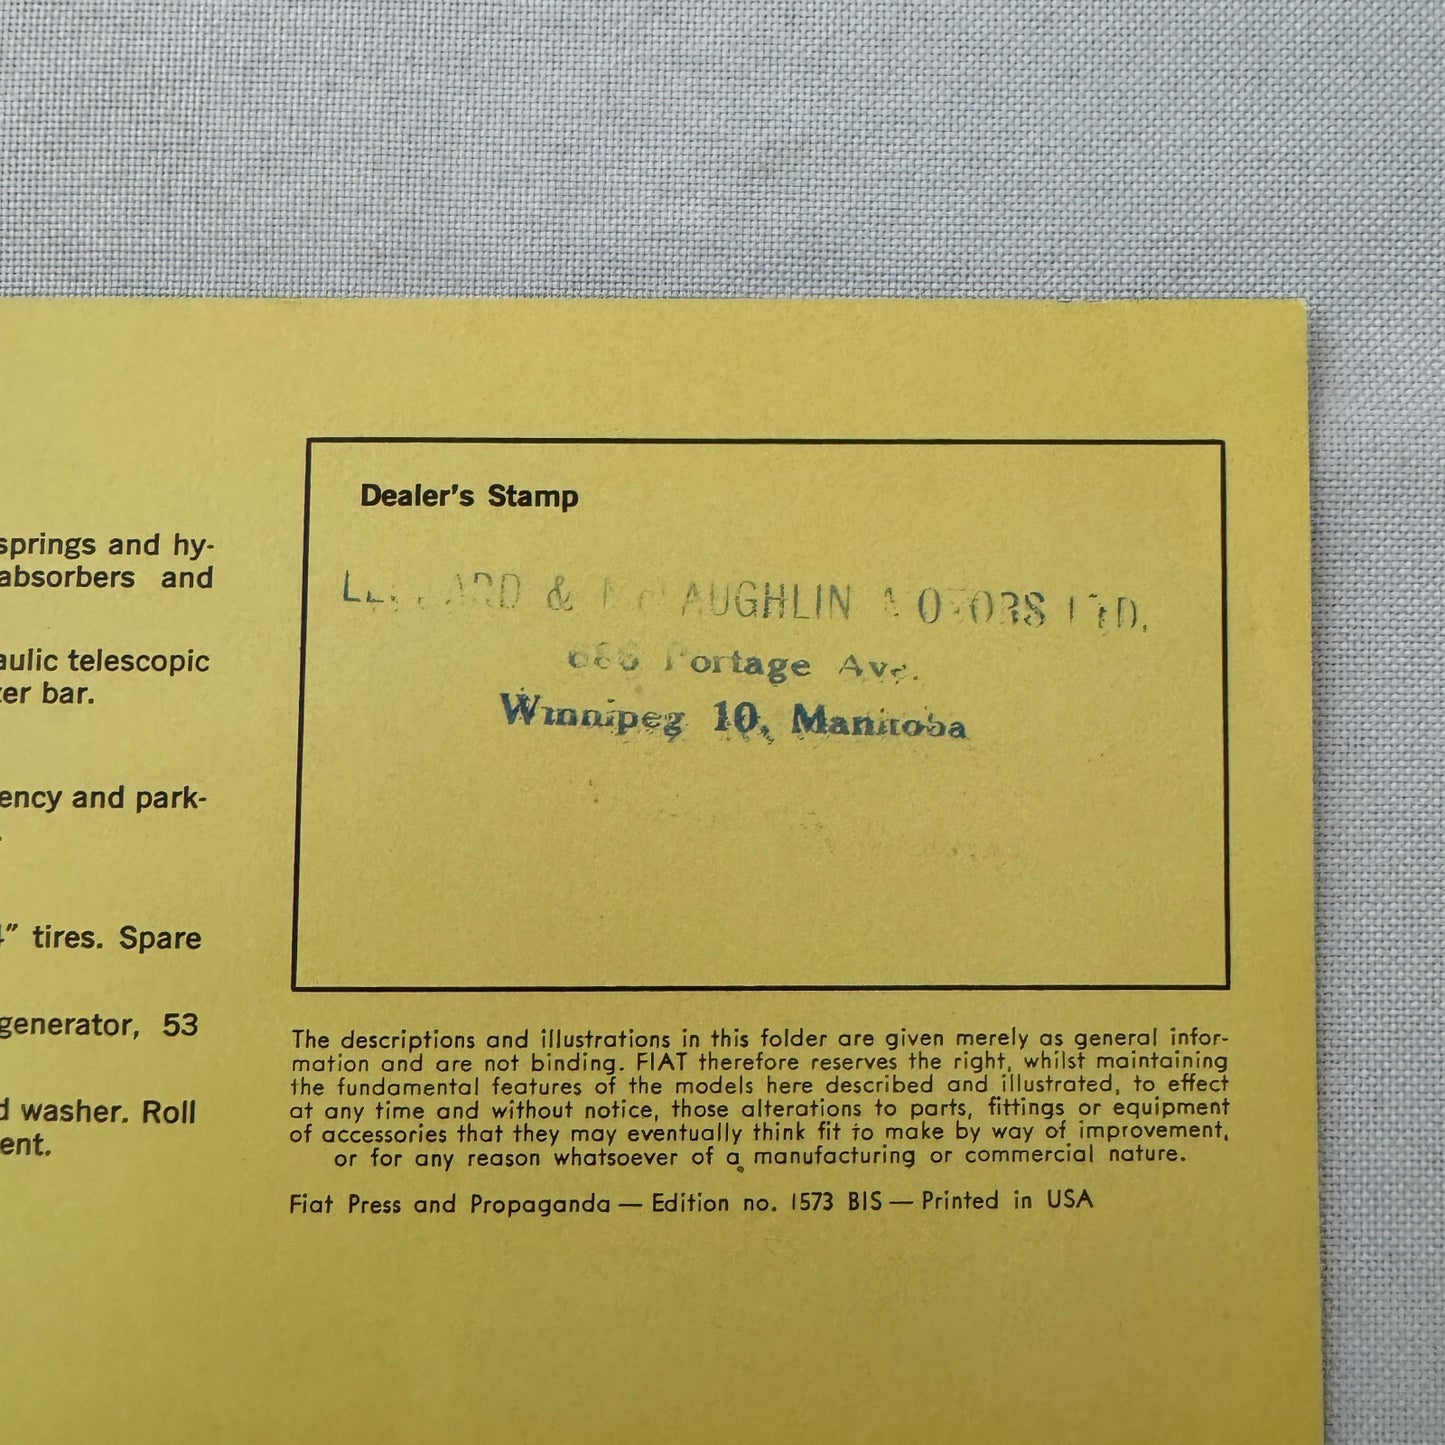 springs and hy-
absorbers and
aulic telescopic
zer bar.
ency and park-
4" tires. Spare
generator, 53
d washer. Roll
ent.
Dealer's Stamp
& McLAUGHLIN MOTORS LTD.
Portage Ave.
Winnipeg 10, Manitoba
The descriptions and illustrations in this folder are given merely as general infor-
mation and are not binding. FIAT therefore reserves the right, whilst maintaining
the fundamental features of the models here described and illustrated, to effect
at any time and without notice, those alterations to parts, fittings or equipment
of accessories that they may eventually think fit to make by way of improvement,
or for any reason whatsoever of a manufacturing or commercial nature.
Fiat Press and Propaganda — Edition no. 1573 BIS — Printed in USA